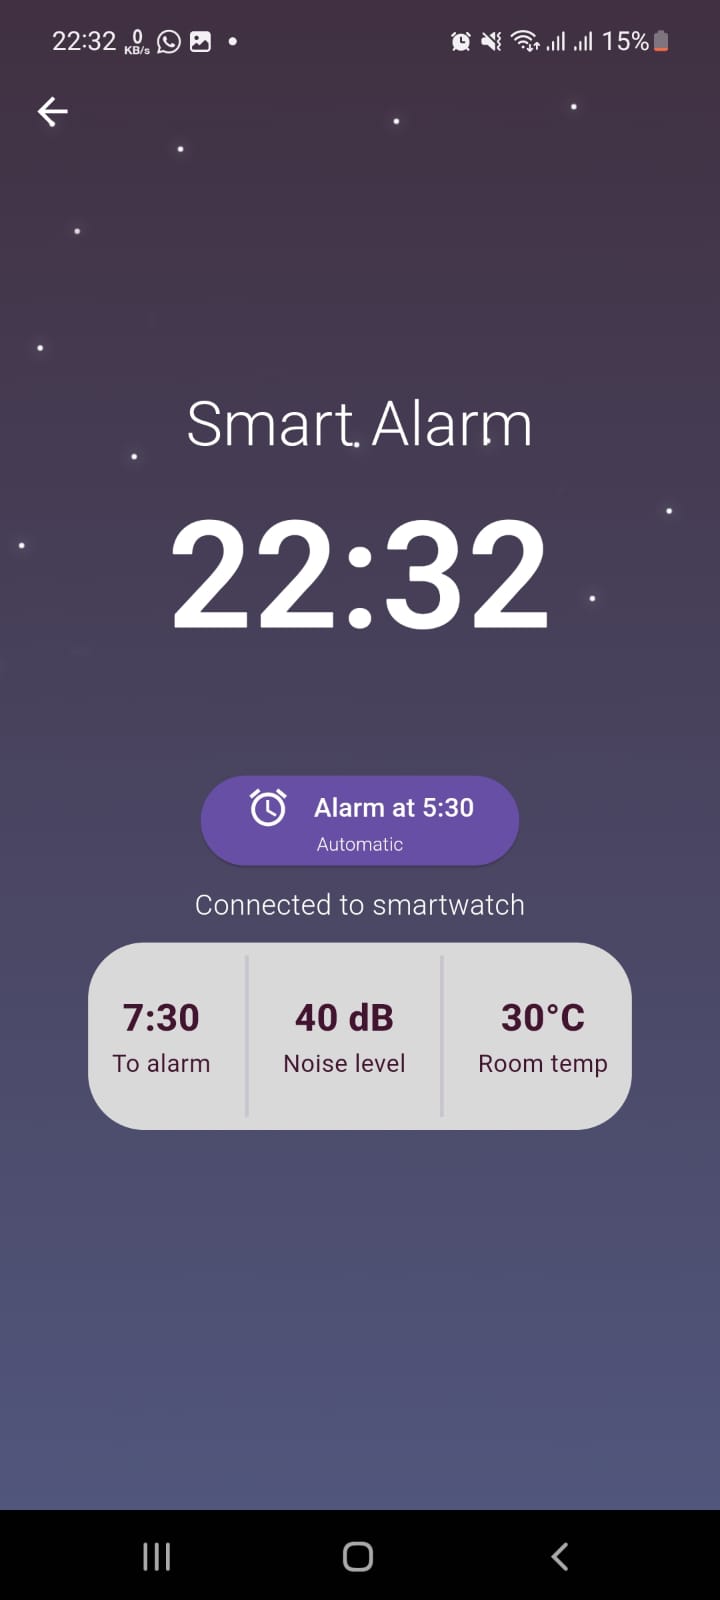 22:32 0 KB/s 15%
Smart Alarm
22:32
Alarm at 5:30
Automatic
Connected to smartwatch
7:30 40 dB 30°C
To alarm Noise level Room temp